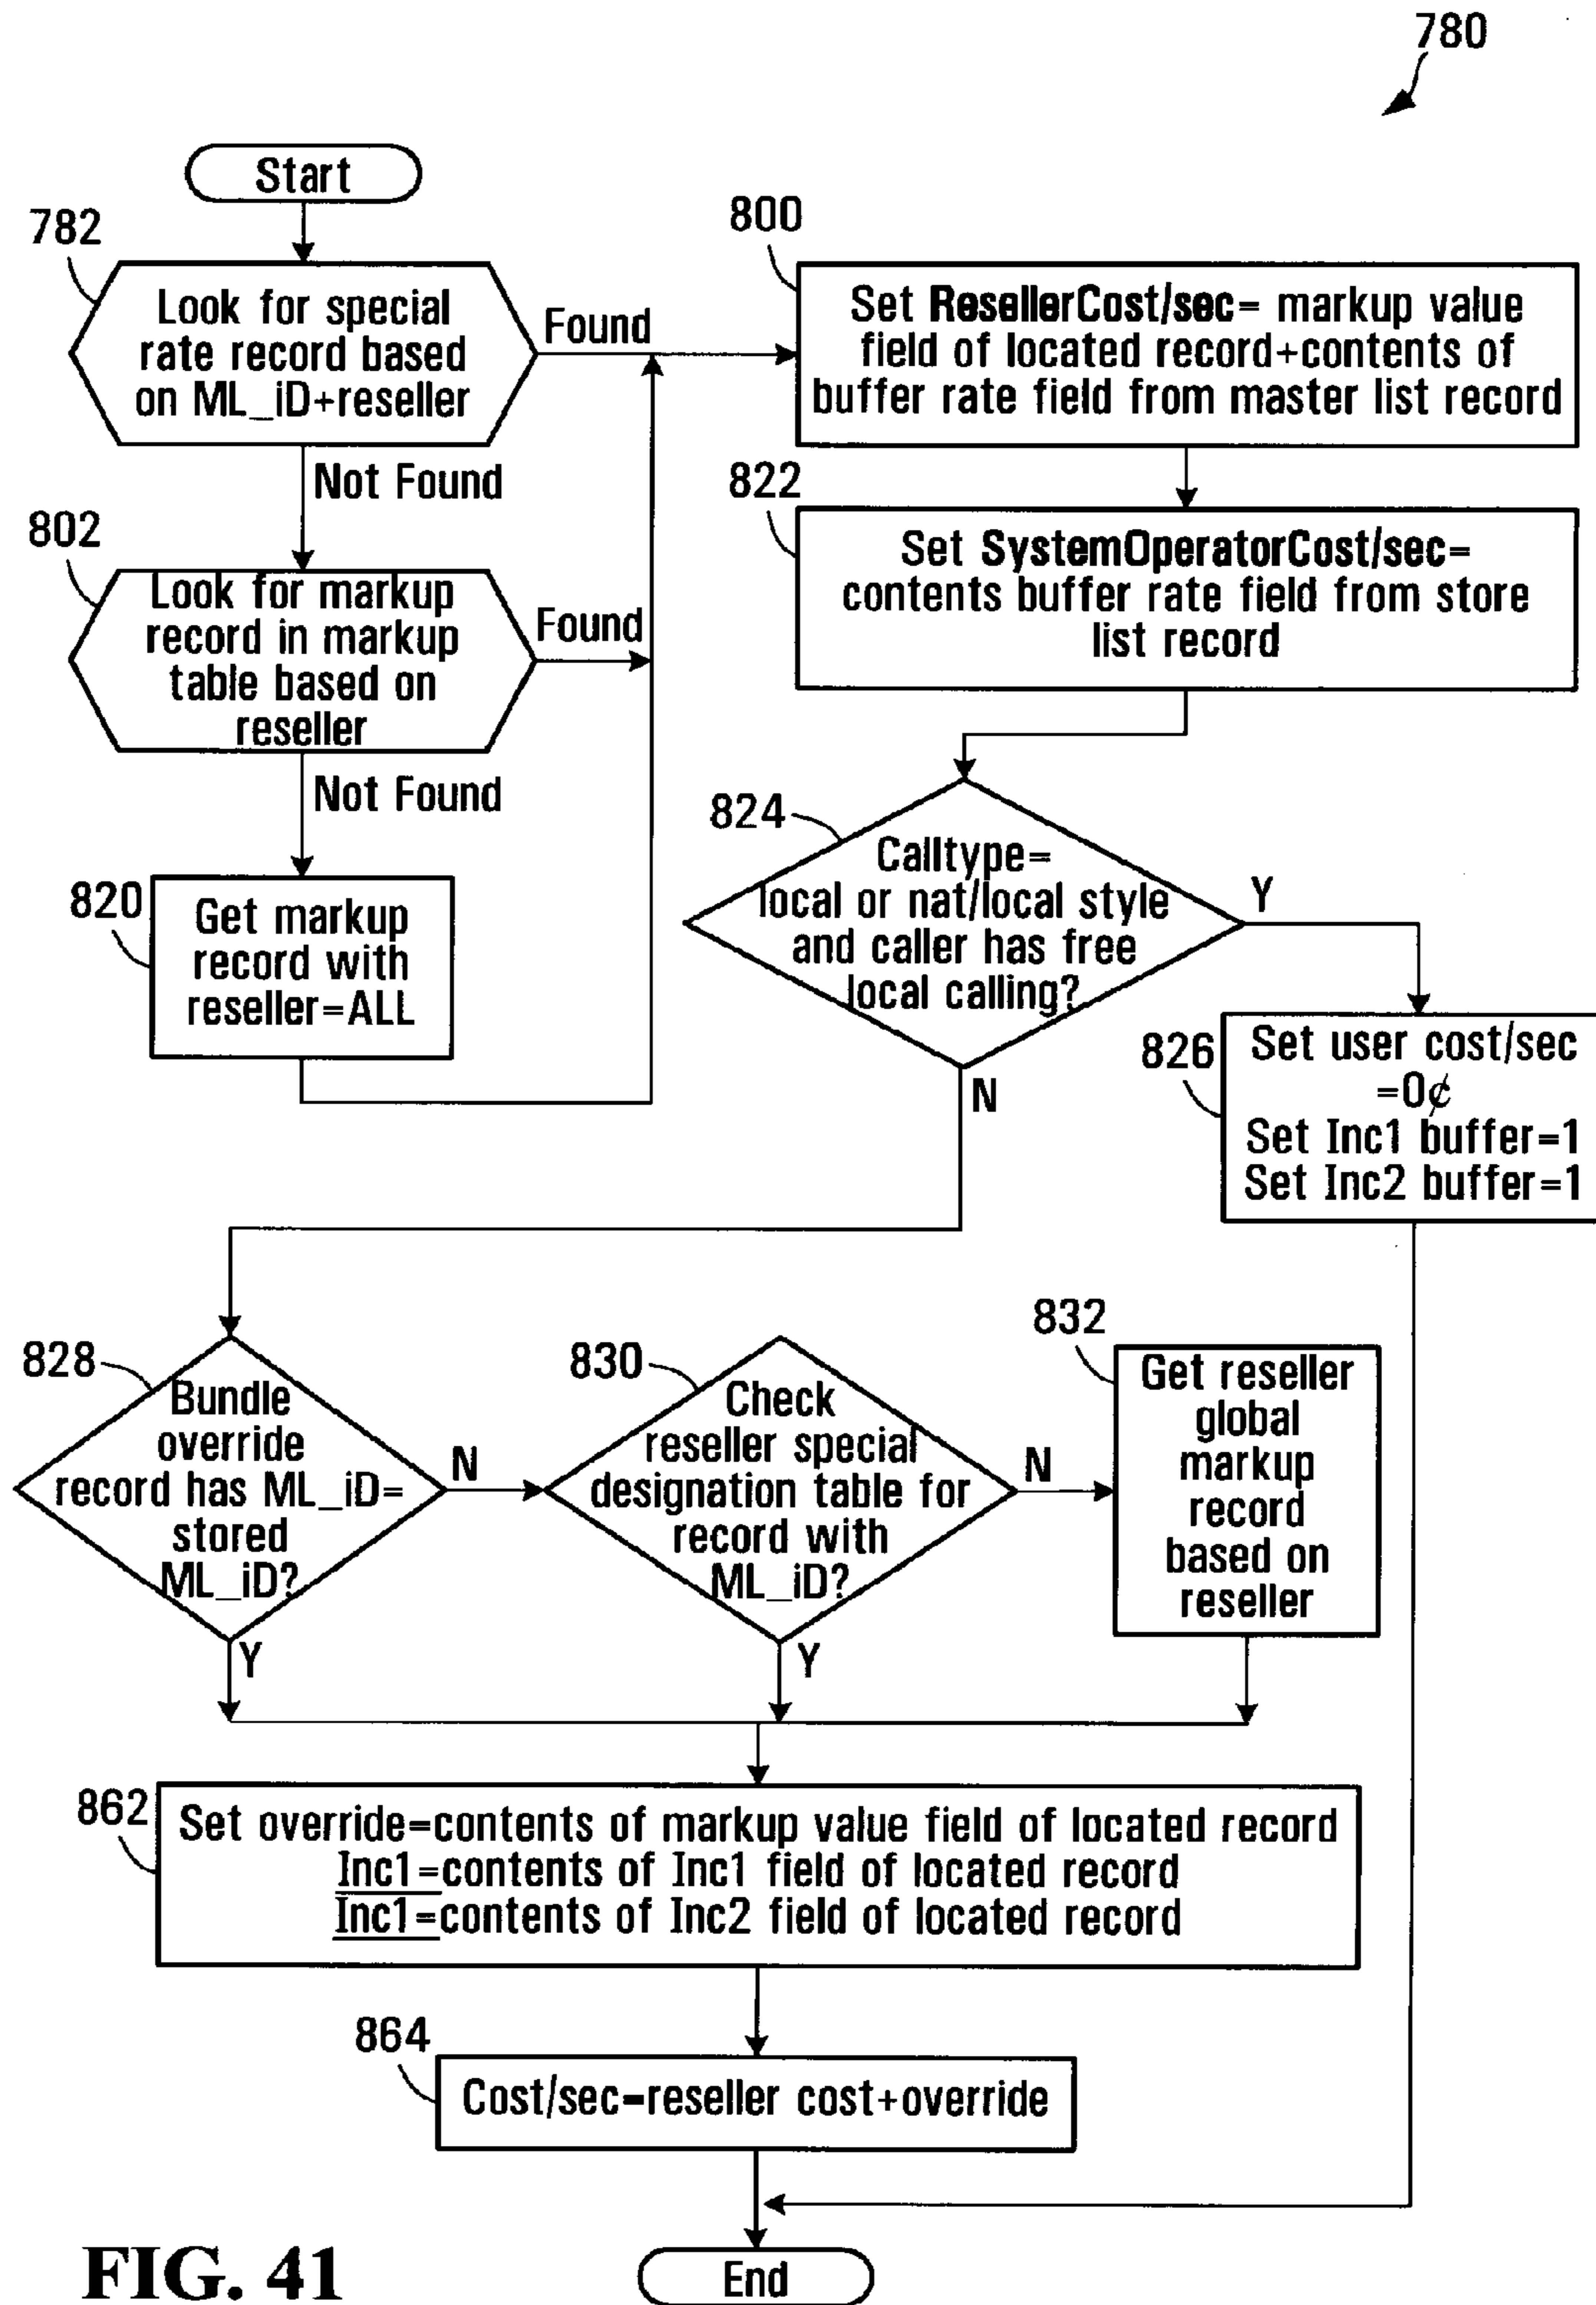 780
Start
782
Look for special
rate record based
on ML_iD+reseller
Found
Not Found
802
Look for markup
record in markup
table based on
reseller
Found
Not Found
820
Get markup
record with
reseller=ALL
800
Set ResellerCost/sec= markup value
field of located record+contents of
buffer rate field from master list record
822
Set SystemOperatorCost/sec=
contents buffer rate field from store
list record
824
Calltype=
local or nat/local style
and caller has free
local calling?
Y
N
826
Set user cost/sec
=0¢
Set Inc1 buffer=1
Set Inc2 buffer=1
828
Bundle
override
record has ML_iD=
stored
ML_iD?
N
Y
830
Check
reseller special
designation table for
record with
ML_iD?
N
Y
832
Get reseller
global
markup
record
based on
reseller
862
Set override=contents of markup value field of located record
Inc1=contents of Inc1 field of located record
Inc1=contents of Inc2 field of located record
864
Cost/sec=reseller cost+override
End
FIG. 41